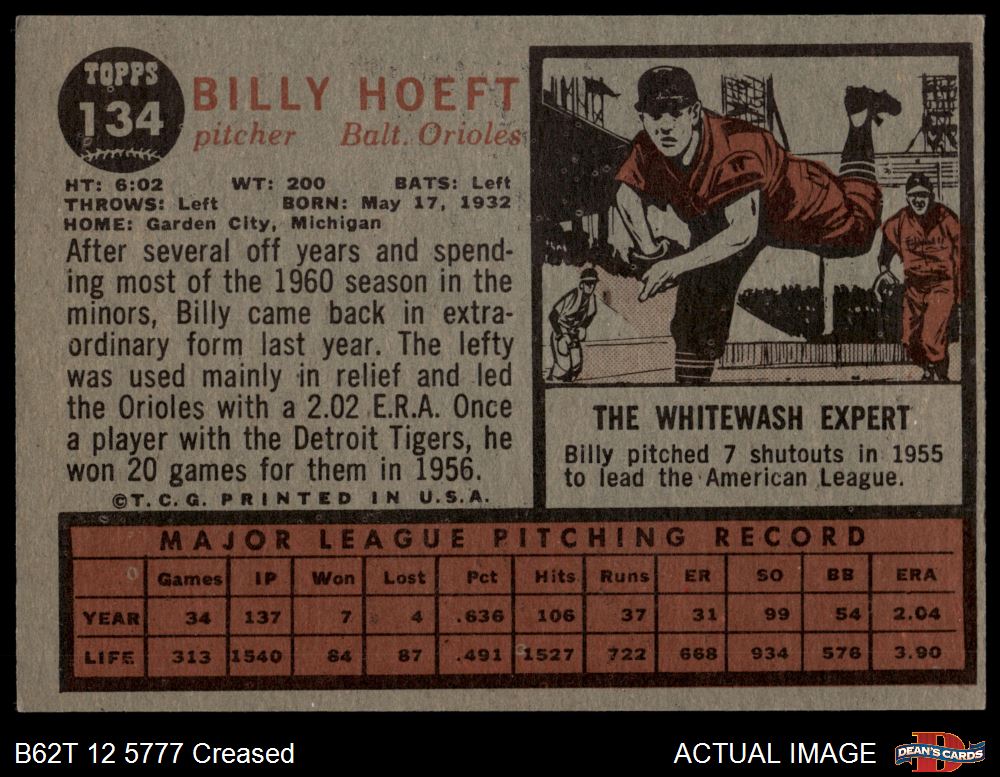 TOPPS
134
BILLY HOEFT
pitcher Balt. Orioles
HT: 6:02 WT: 200 BATS: Left
THROWS: Left BORN: May 17, 1932
HOME: Garden City, Michigan
After several off years and spend-
ing most of the 1960 season in the
minors, Billy came back in extra-
ordinary form last year. The lefty
was used mainly in relief and led
the Orioles with a 2.02 E.R.A. Once
a player with the Detroit Tigers, he
won 20 games for them in 1956.
©T.C.G. PRINTED IN U.S.A.
THE WHITEWASH EXPERT
Billy pitched 7 shutouts in 1955
to lead the American League.
MAJOR LEAGUE PITCHING RECORD
Games IP Won Lost Pct Hits Runs ER SO BB ERA
YEAR 34 137 7 4 .636 106 37 31 99 54 2.04
LIFE 313 1540 84 87 .491 1527 722 668 934 576 3.90
B62T 12 5777 Creased
ACTUAL IMAGE
DEAN'S CARDS